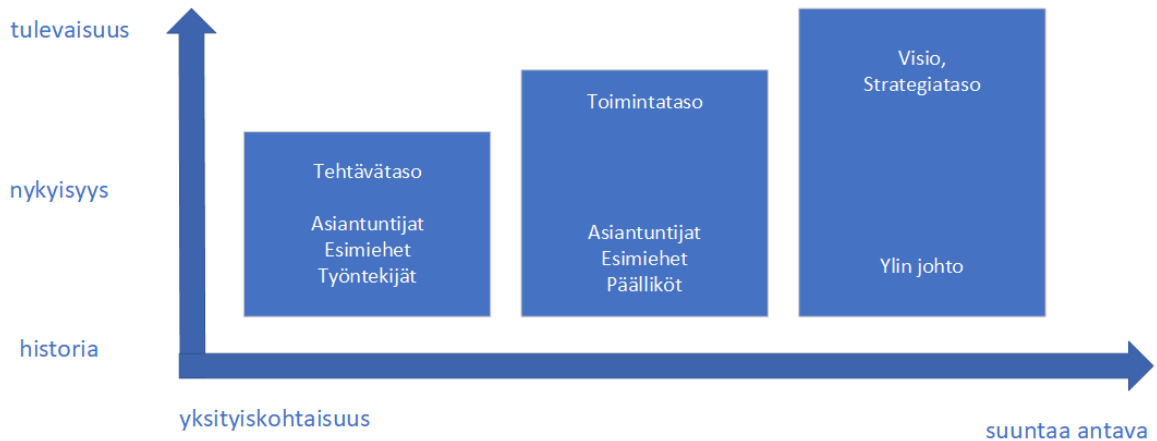 tulevaisuus
nykyisyys
historia
Tehtävätaso
Asiantuntijat
Esimiehet
Työntekijät
Toimintataso
Asiantuntijat
Esimiehet
Päälliköt
Visio,
Strategiataso
Ylin johto
yksityiskohtaisuus
suuntaa antava